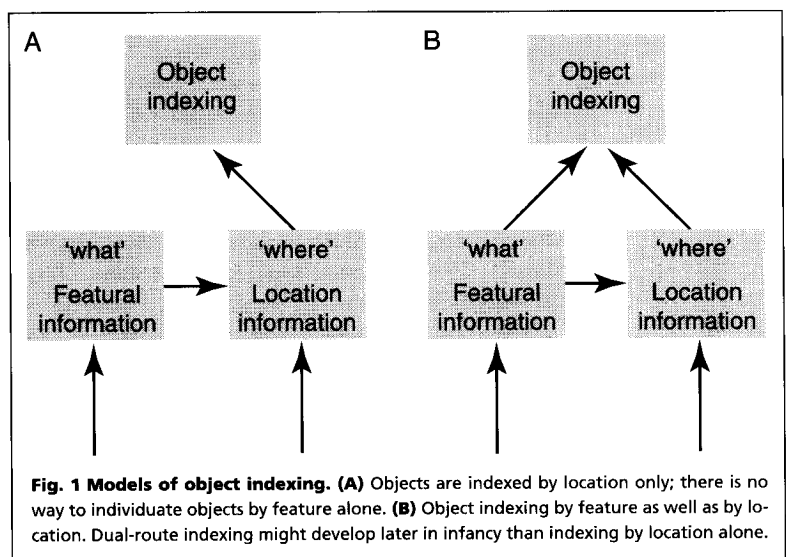 A
Object
indexing
'what'
Featural
information
'where'
Location
information
B
Object
indexing
'what'
Featural
information
'where'
Location
information
Fig. 1 Models of object indexing. (A) Objects are indexed by location only; there is no
way to individuate objects by feature alone. (B) Object indexing by feature as well as by lo-
cation. Dual-route indexing might develop later in infancy than indexing by location alone.